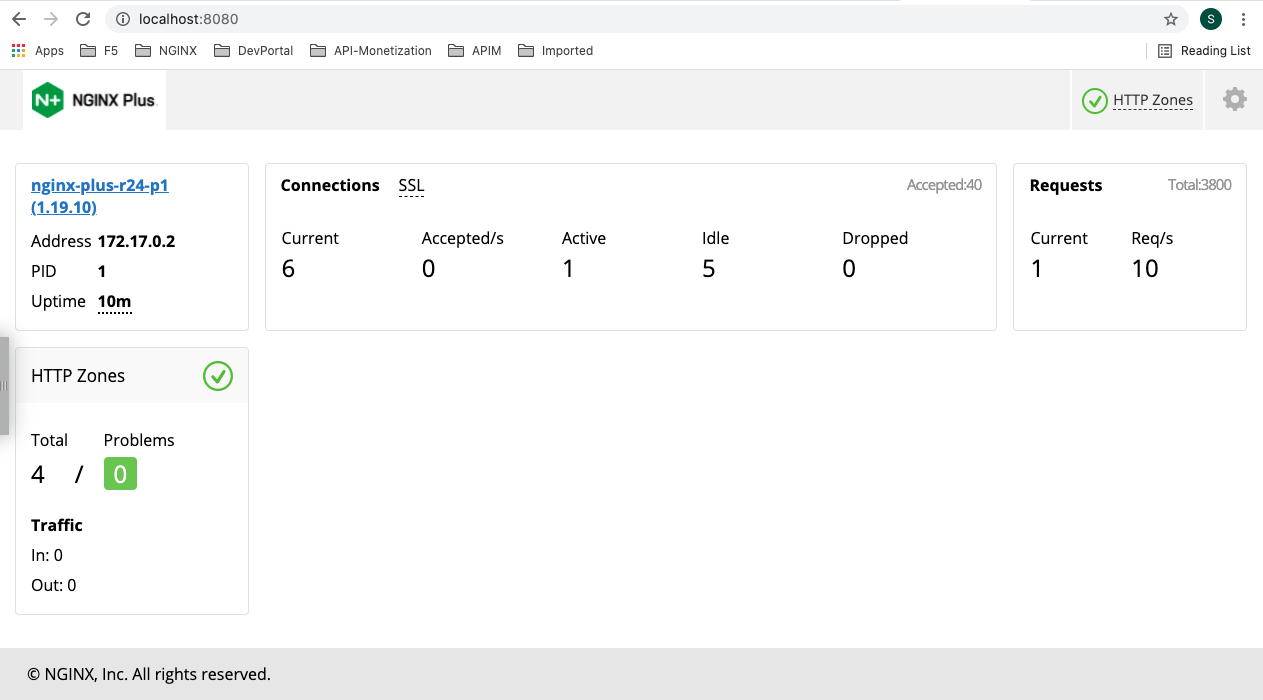 localhost:8080
S
Apps F5 NGINX DevPortal API-Monetization APIM Imported Reading List
N+ NGINX Plus
HTTP Zones
nginx-plus-r24-p1
(1.19.10)
Address 172.17.0.2
PID 1
Uptime 10m
Connections SSL Accepted:40
Current Accepted/s Active Idle Dropped
6 0 1 5 0
Requests Total:3800
Current Req/s
1 10
HTTP Zones
Total Problems
4 / 0
Traffic
In: 0
Out: 0
© NGINX, Inc. All rights reserved.